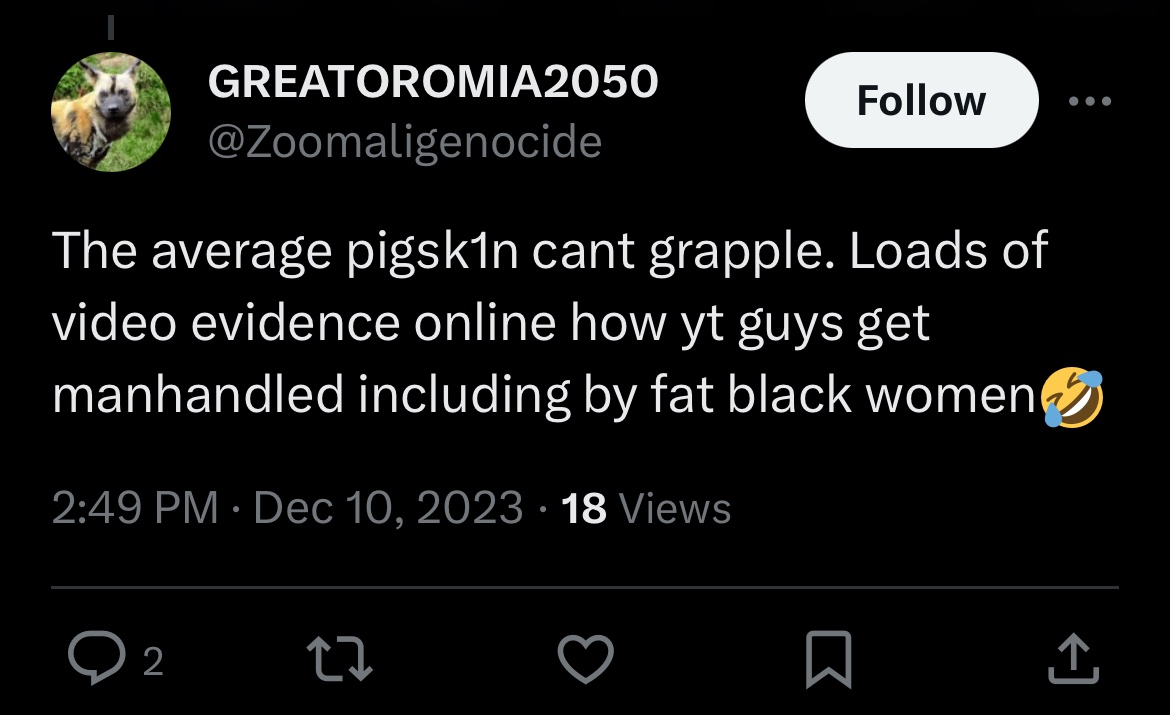 GREATOROMIA2050
@Zoomaligenocide
Follow
The average pigsk1n cant grapple. Loads of
video evidence online how yt guys get
manhandled including by fat black women🤣
2:49 PM · Dec 10, 2023 · 18 Views
2